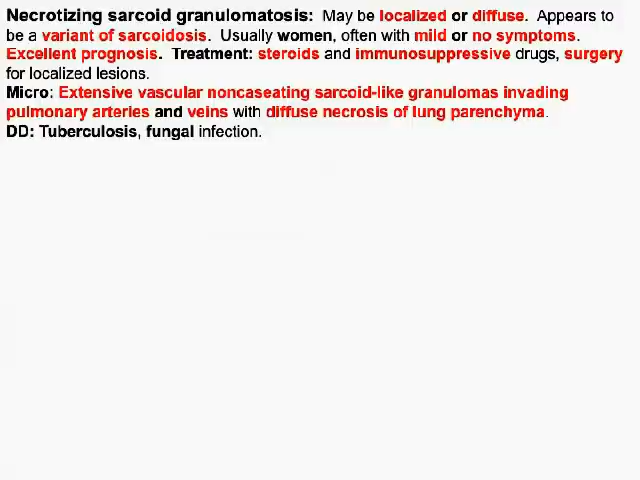 Necrotizing sarcoid granulomatosis: May be localized or diffuse. Appears to
be a variant of sarcoidosis. Usually women, often with mild or no symptoms.
Excellent prognosis. Treatment: steroids and immunosuppressive drugs, surgery
for localized lesions.
Micro: Extensive vascular noncaseating sarcoid-like granulomas invading
pulmonary arteries and veins with diffuse necrosis of lung parenchyma.
DD: Tuberculosis, fungal infection.